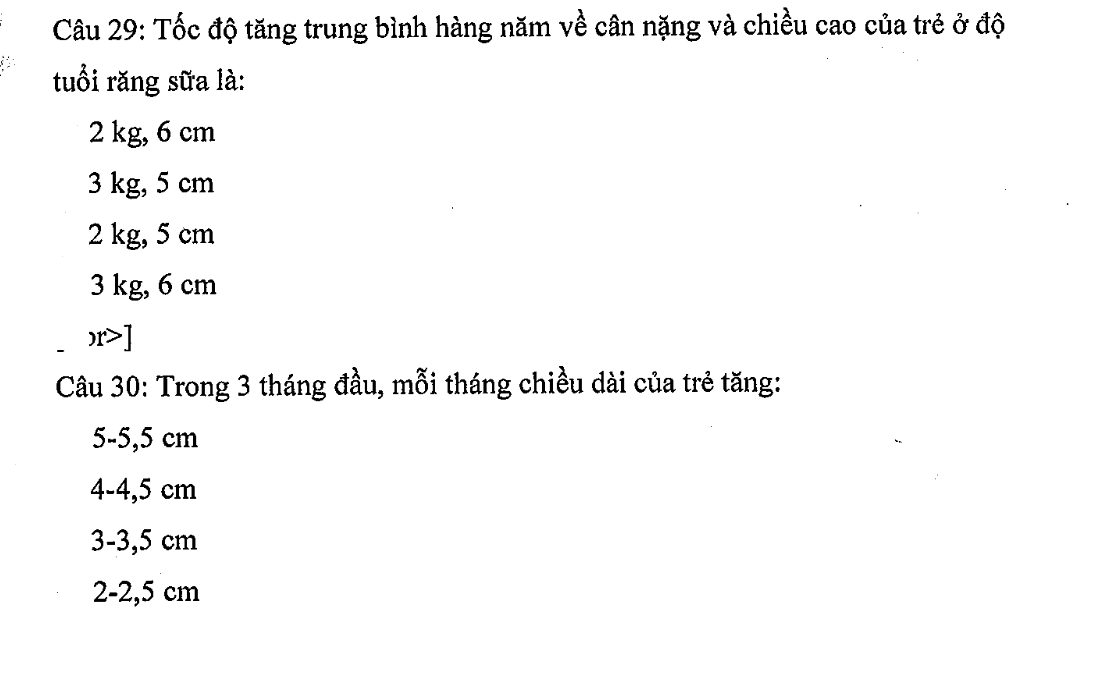 Câu 29: Tốc độ tăng trung bình hàng năm về cân nặng và chiều cao của trẻ ở độ
tuổi răng sữa là:
2 kg, 6 cm
3 kg, 5 cm
2 kg, 5 cm
3 kg, 6 cm
r>]
Câu 30: Trong 3 tháng đầu, mỗi tháng chiều dài của trẻ tăng:
5-5,5 cm
4-4,5 cm
3-3,5 cm
2-2,5 cm